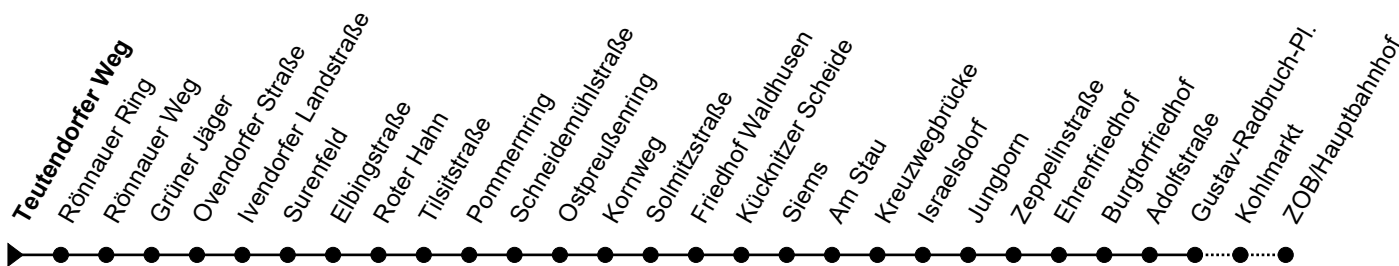 Teutendorfer Weg
Rönnauer Ring
Rönnauer Weg
Grüner Jäger
Ovendorfer Straße
Ivendorfer Landstraße
Surenfeld
Elbingstraße
Roter Hahn
Tilsitstraße
Pommernring
Schneidemühlstraße
Ostpreußenring
Kornweg
Solmitzstraße
Friedhof Waldhusen
Kücknitzer Scheide
Siems
Am Stau
Kreuzwegbrücke
Israelsdorf
Jungborn
Zeppelinstraße
Ehrenfriedhof
Burgtorfriedhof
Adolfstraße
Gustav-Radbruch-Pl.
Kohlmarkt
ZOB/Hauptbahnhof